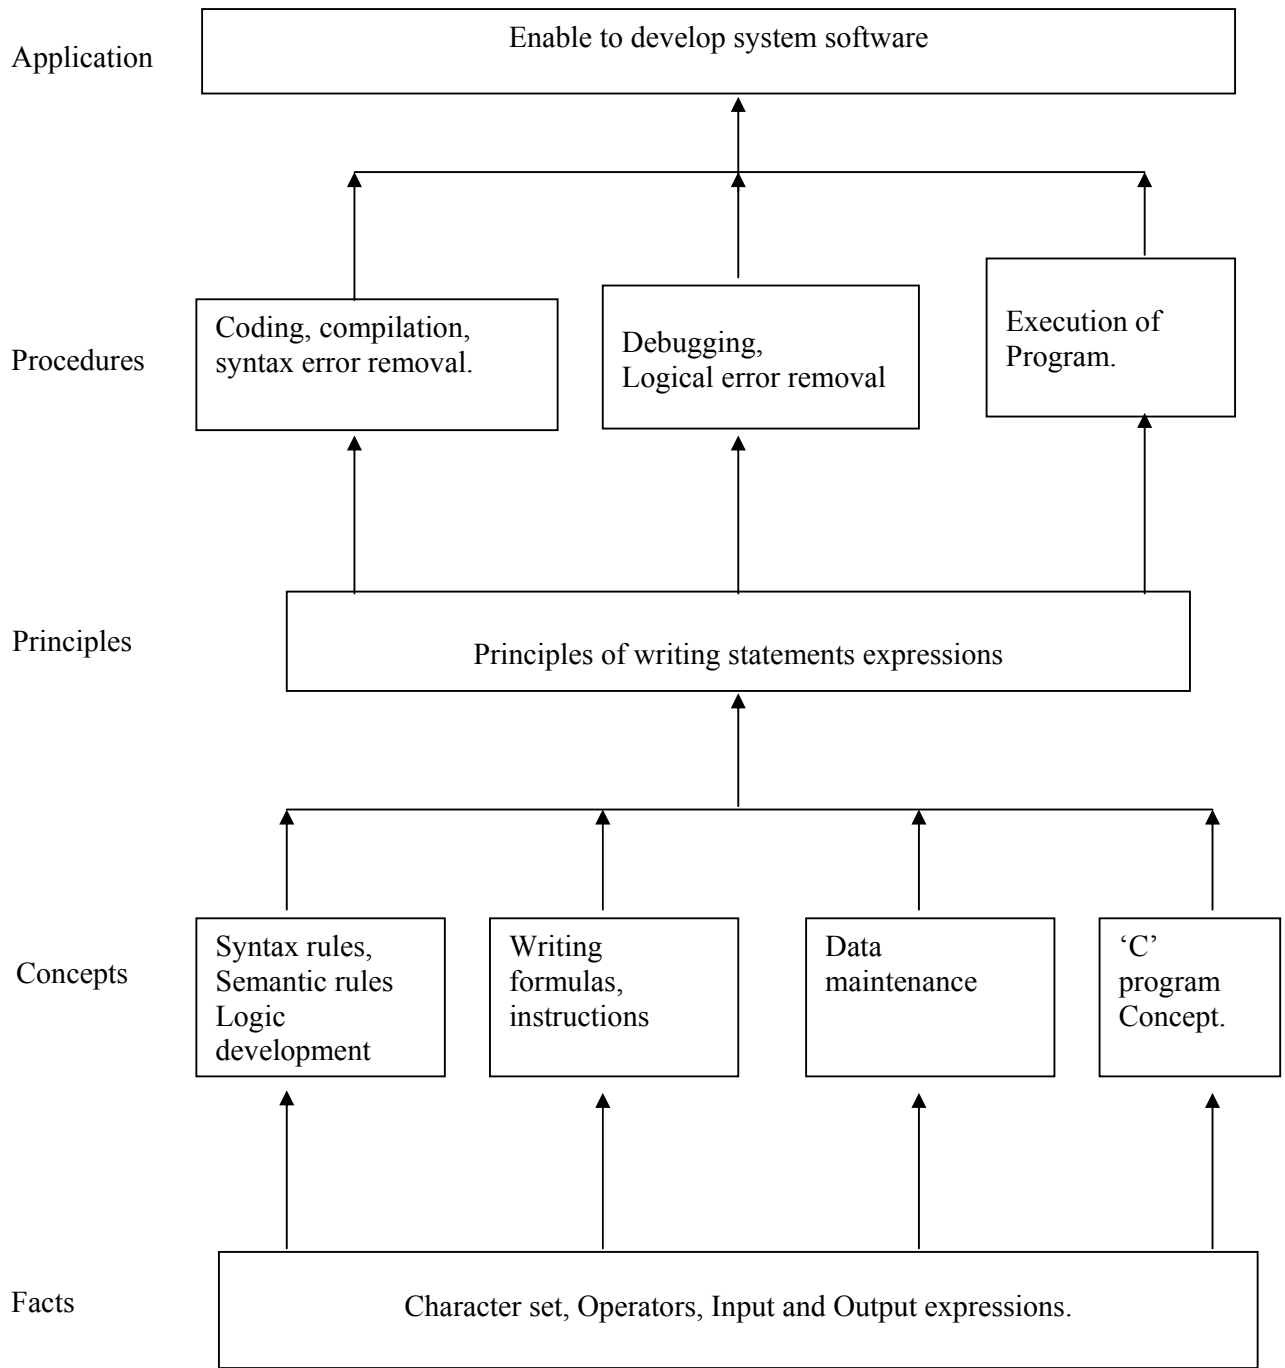 Application
Enable to develop system software
Procedures
Coding, compilation,
syntax error removal.
Debugging,
Logical error removal
Execution of
Program.
Principles
Principles of writing statements expressions
Concepts
Syntax rules,
Semantic rules
Logic
development
Writing
formulas,
instructions
Data
maintenance
‘C’
program
Concept.
Facts
Character set, Operators, Input and Output expressions.